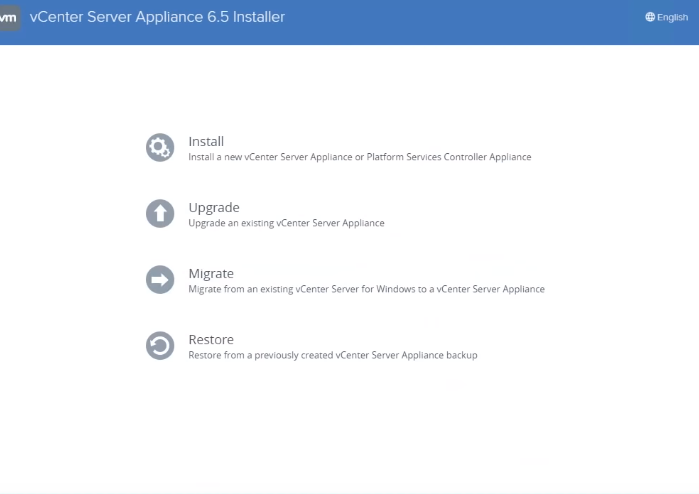 vm vCenter Server Appliance 6.5 Installer English
Install
Install a new vCenter Server Appliance or Platform Services Controller Appliance
Upgrade
Upgrade an existing vCenter Server Appliance
Migrate
Migrate from an existing vCenter Server for Windows to a vCenter Server Appliance
Restore
Restore from a previously created vCenter Server Appliance backup